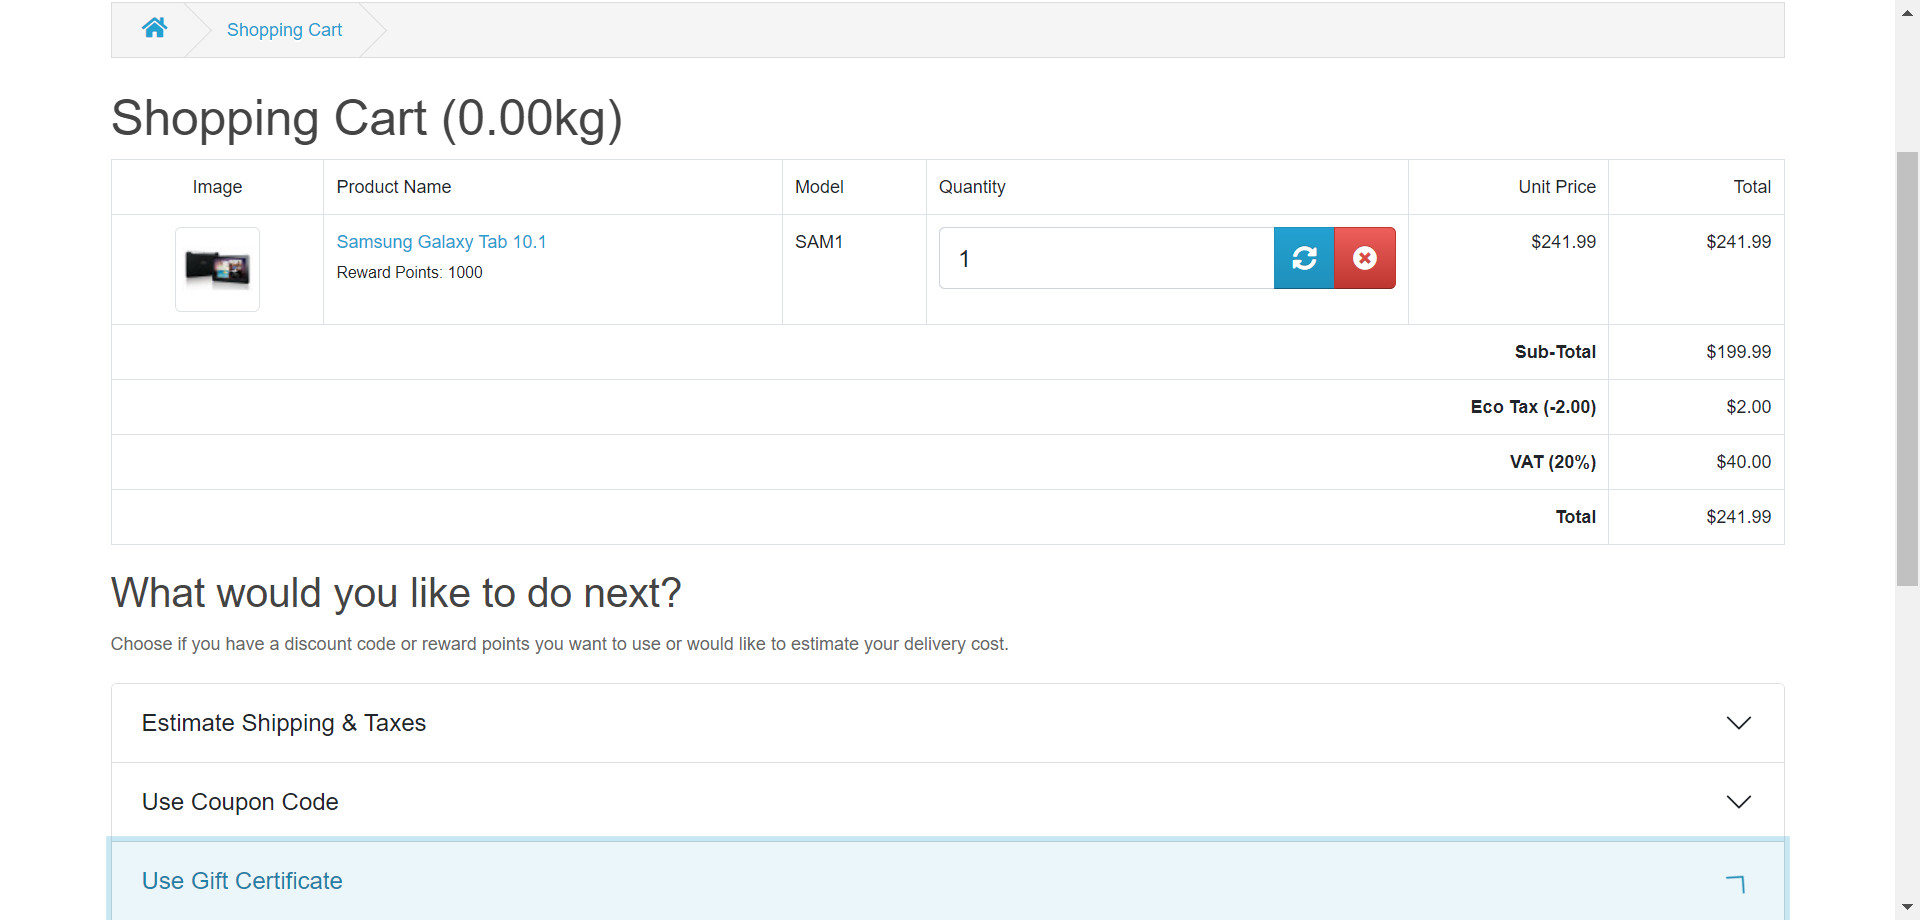 Shopping Cart
Shopping Cart (0.00kg)
Image Product Name Model Quantity Unit Price Total
Samsung Galaxy Tab 10.1 SAM1 1 $241.99 $241.99
Reward Points: 1000
Sub-Total $199.99
Eco Tax (-2.00) $2.00
VAT (20%) $40.00
Total $241.99
What would you like to do next?
Choose if you have a discount code or reward points you want to use or would like to estimate your delivery cost.
Estimate Shipping & Taxes
Use Coupon Code
Use Gift Certificate